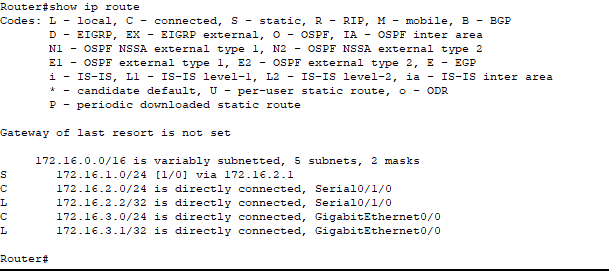 Router#show ip route
Codes: L - local, C - connected, S - static, R - RIP, M - mobile, B - BGP
       D - EIGRP, EX - EIGRP external, O - OSPF, IA - OSPF inter area
       N1 - OSPF NSSA external type 1, N2 - OSPF NSSA external type 2
       E1 - OSPF external type 1, E2 - OSPF external type 2, E - EGP
       i - IS-IS, L1 - IS-IS level-1, L2 - IS-IS level-2, ia - IS-IS inter area
       * - candidate default, U - per-user static route, o - ODR
       P - periodic downloaded static route

Gateway of last resort is not set

     172.16.0.0/16 is variably subnetted, 5 subnets, 2 masks
S       172.16.1.0/24 [1/0] via 172.16.2.1
C       172.16.2.0/24 is directly connected, Serial0/1/0
L       172.16.2.2/32 is directly connected, Serial0/1/0
C       172.16.3.0/24 is directly connected, GigabitEthernet0/0
L       172.16.3.1/32 is directly connected, GigabitEthernet0/0

Router#